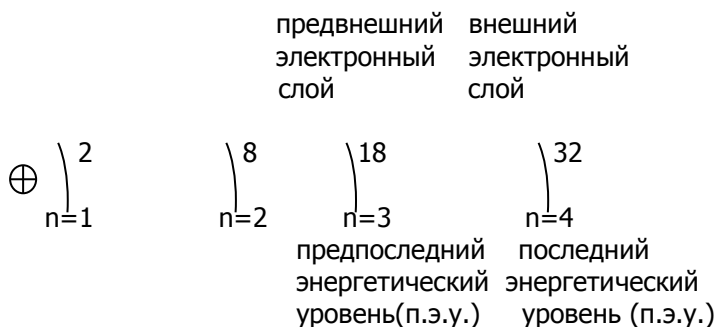 предвнешний внешний
электронный электронный
слой слой
2 8 18 32
n=1 n=2 n=3 n=4
предпоследний последний
энергетический энергетический
уровень(п.э.у.) уровень (п.э.у.)